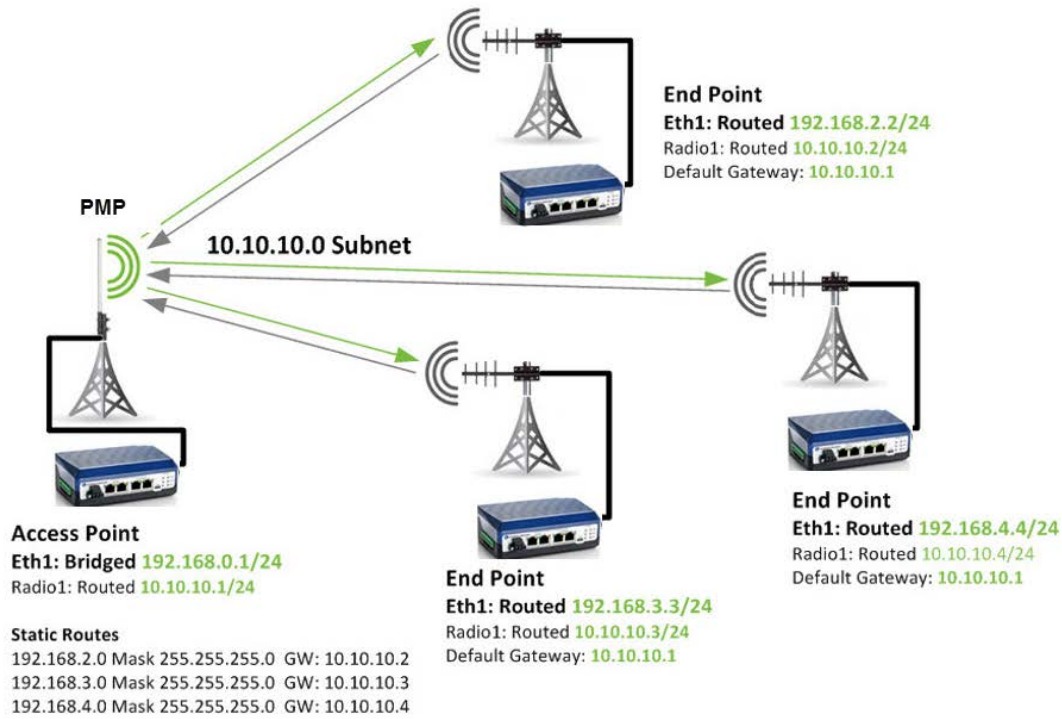 End Point
Eth1: Routed 192.168.2.2/24
Radio1: Routed 10.10.10.2/24
Default Gateway: 10.10.10.1
PMP
10.10.10.0 Subnet
Access Point
Eth1: Bridged 192.168.0.1/24
Radio1: Routed 10.10.10.1/24
Static Routes
192.168.2.0 Mask 255.255.255.0 GW: 10.10.10.2
192.168.3.0 Mask 255.255.255.0 GW: 10.10.10.3
192.168.4.0 Mask 255.255.255.0 GW: 10.10.10.4
End Point
Eth1: Routed 192.168.3.3/24
Radio1: Routed 10.10.10.3/24
Default Gateway: 10.10.10.1
End Point
Eth1: Routed 192.168.4.4/24
Radio1: Routed 10.10.10.4/24
Default Gateway: 10.10.10.1